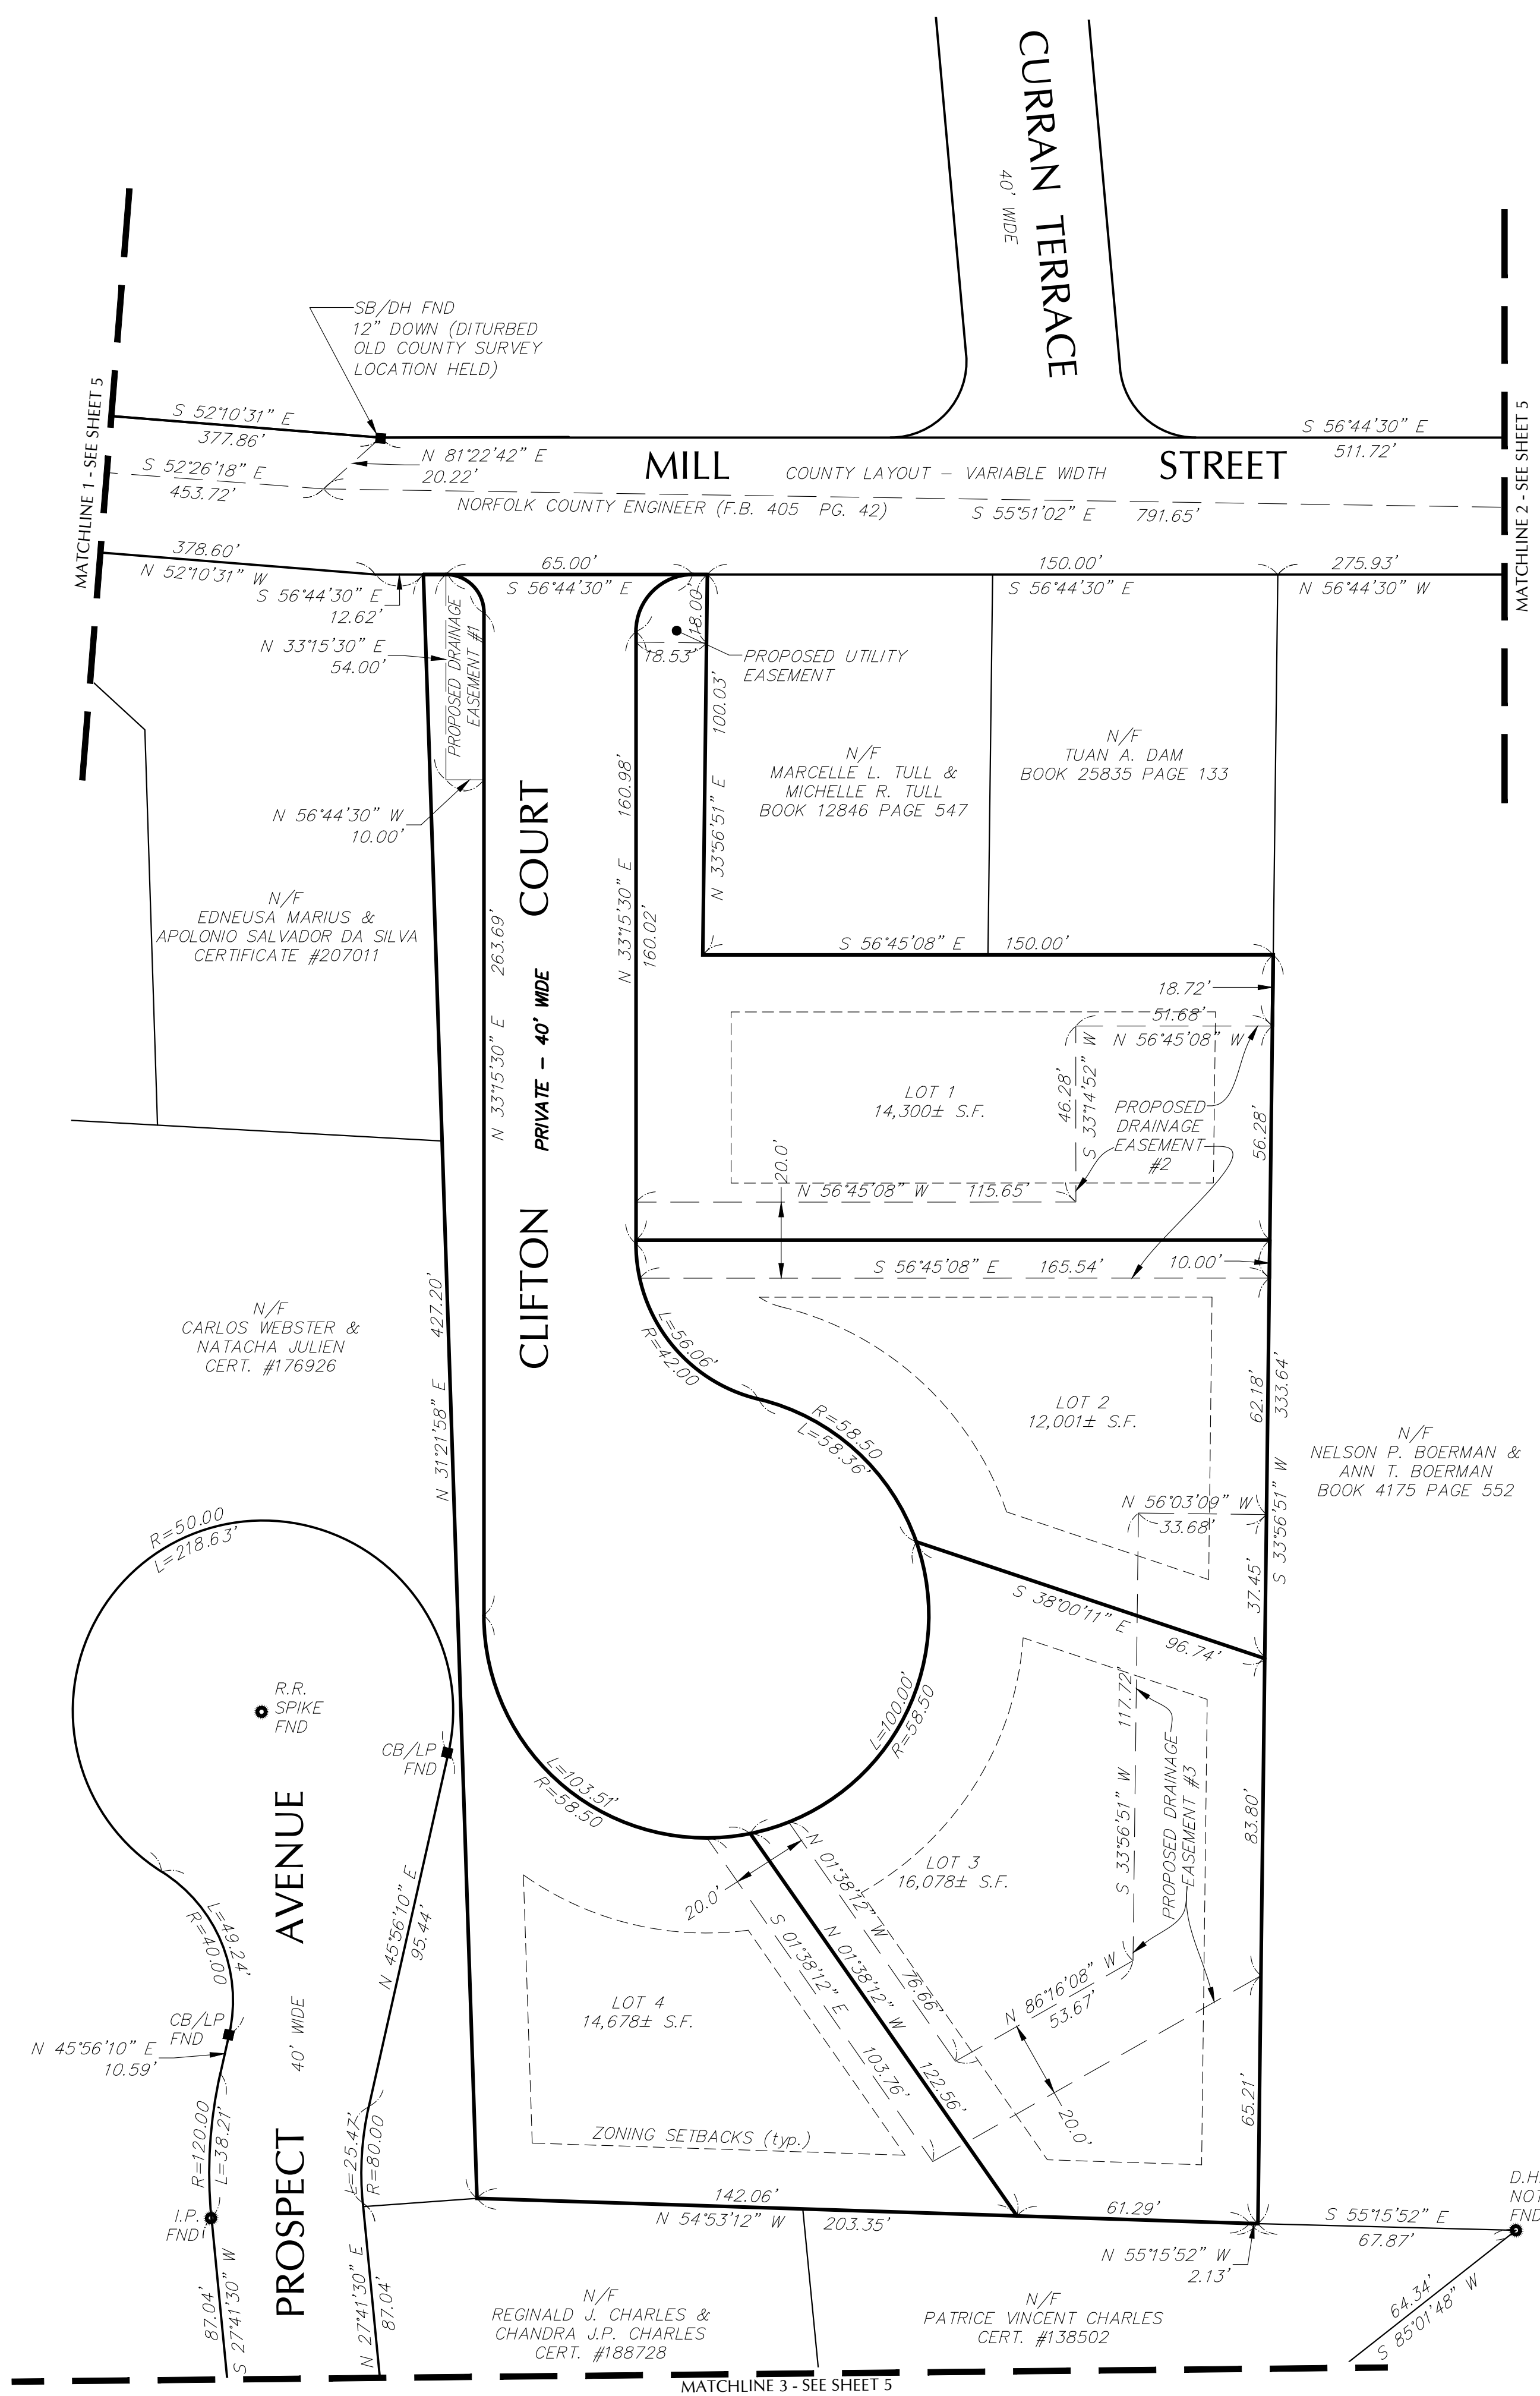 CURRAN TERRACE
40' WIDE
SB/DH FND
12" DOWN (DITURBED
OLD COUNTY SURVEY
LOCATION HELD)
MATCHLINE 1 - SEE SHEET 5
MATCHLINE 2 - SEE SHEET 5
S 52°10'31" E
377.86'
S 52°26'18" E
453.72'
N 81°22'42" E
20.22'
MILL STREET
COUNTY LAYOUT - VARIABLE WIDTH
S 56°44'30" E
511.72'
NORFOLK COUNTY ENGINEER (F.B. 405 PG. 42)
S 55°51'02" E 791.65'
378.60'
N 52°10'31" W
S 56°44'30" E
12.62'
65.00'
S 56°44'30" E
150.00'
S 56°44'30" E
275.93'
N 56°44'30" W
N 33°15'30" E
54.00'
PROPOSED DRAINAGE
EASEMENT #1
18.00'
18.53'
PROPOSED UTILITY
EASEMENT
N 56°44'30" W
10.00'
N 33°15'30" E 160.98'
160.02'
N 33°56'51" E 100.03'
N/F
MARCELLE L. TULL &
MICHELLE R. TULL
BOOK 12846 PAGE 547
N/F
TUAN A. DAM
BOOK 25835 PAGE 133
N/F
EDNEUSA MARIUS &
APOLONIO SALVADOR DA SILVA
CERTIFICATE #207011
N 33°15'30" E 263.69'
CLIFTON COURT
PRIVATE - 40' WIDE
S 56°45'08" E 150.00'
18.72'
51.68'
N 56°45'08" W
46.28'
S 33°14'52" W
LOT 1
14,300± S.F.
PROPOSED
DRAINAGE
EASEMENT
#2
56.28'
20.0'
N 56°45'08" W 115.65'
S 56°45'08" E 165.54'
10.00'
N/F
CARLOS WEBSTER &
NATACHA JULIEN
CERT. #176926
N 31°21'58" E 427.20'
L=56.06'
R=42.00
R=58.50
L=58.36'
LOT 2
12,001± S.F.
62.18'
333.64'
S 33°56'51" W
N/F
NELSON P. BOERMAN &
ANN T. BOERMAN
BOOK 4175 PAGE 552
N 56°03'09" W
33.68'
37.45'
S 38°00'11" E
96.74'
R=50.00
L=218.63'
R.R.
SPIKE
FND
CB/LP
FND
L=100.00'
R=58.50
L=103.51'
R=58.50
S 33°56'51" W 117.72'
PROPOSED DRAINAGE
EASEMENT #3
83.80'
LOT 3
16,078± S.F.
20.0'
N 01°38'12" W
76.66'
N 01°38'12" W
122.56'
S 01°38'12" E
103.76'
N 86°16'08" W
53.67'
20.0'
65.21'
LOT 4
14,678± S.F.
ZONING SETBACKS (typ.)
PROSPECT AVENUE
40' WIDE
N 45°56'10" E
95.44'
L=49.24'
R=40.00
CB/LP
FND
N 45°56'10" E
10.59'
R=120.00
L=38.21'
L=25.47'
R=80.00
I.P.
FND
87.04'
S 27°41'30" W
N 27°41'30" E
87.04'
142.06'
N 54°53'12" W 203.35'
61.29'
N 55°15'52" W
2.13'
S 55°15'52" E
67.87'
D.H.
NOT
FND
64.34'
S 85°01'48" W
N/F
REGINALD J. CHARLES &
CHANDRA J.P. CHARLES
CERT. #188728
N/F
PATRICE VINCENT CHARLES
CERT. #138502
MATCHLINE 3 - SEE SHEET 5